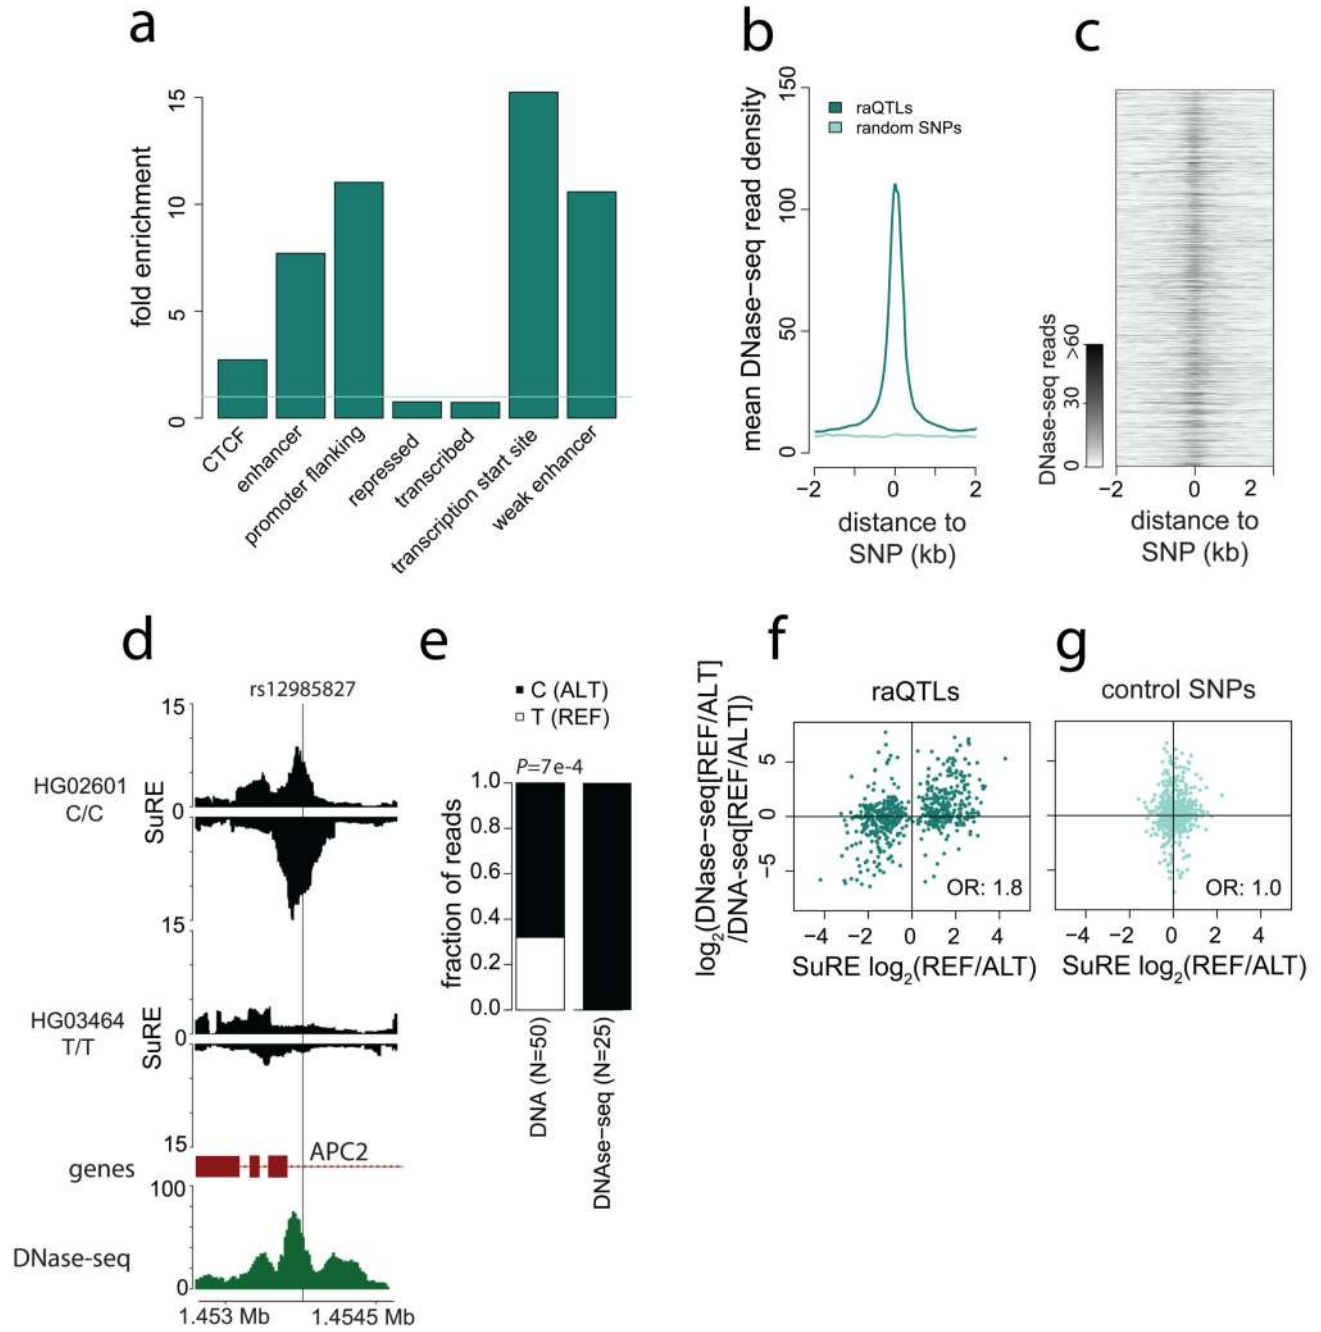 a
fold enrichment
15
10
5
0
CTCF
enhancer
promoter flanking
repressed
transcribed
transcription start site
weak enhancer
b
mean DNase−seq read density
150
100
50
0
raQTLs
random SNPs
−2 0 2
distance to
SNP (kb)
c
DNase−seq reads
>60
30
0
−2 0 2
distance to
SNP (kb)
d
rs12985827
HG02601
C/C
SuRE
15
0
15
HG03464
T/T
SuRE
15
0
15
genes
APC2
DNase-seq
100
0
1.453 Mb 1.4545 Mb
e
C (ALT)
T (REF)
P=7e-4
fraction of reads
1.0
0.8
0.6
0.4
0.2
0.0
DNA (N=50)
DNAse−seq (N=25)
f
raQTLs
log2(DNase−seq[REF/ALT]
/DNA−seq[REF/ALT])
5
0
−5
OR: 1.8
−4 −2 0 2 4
SuRE log2(REF/ALT)
g
control SNPs
OR: 1.0
−4 −2 0 2 4
SuRE log2(REF/ALT)